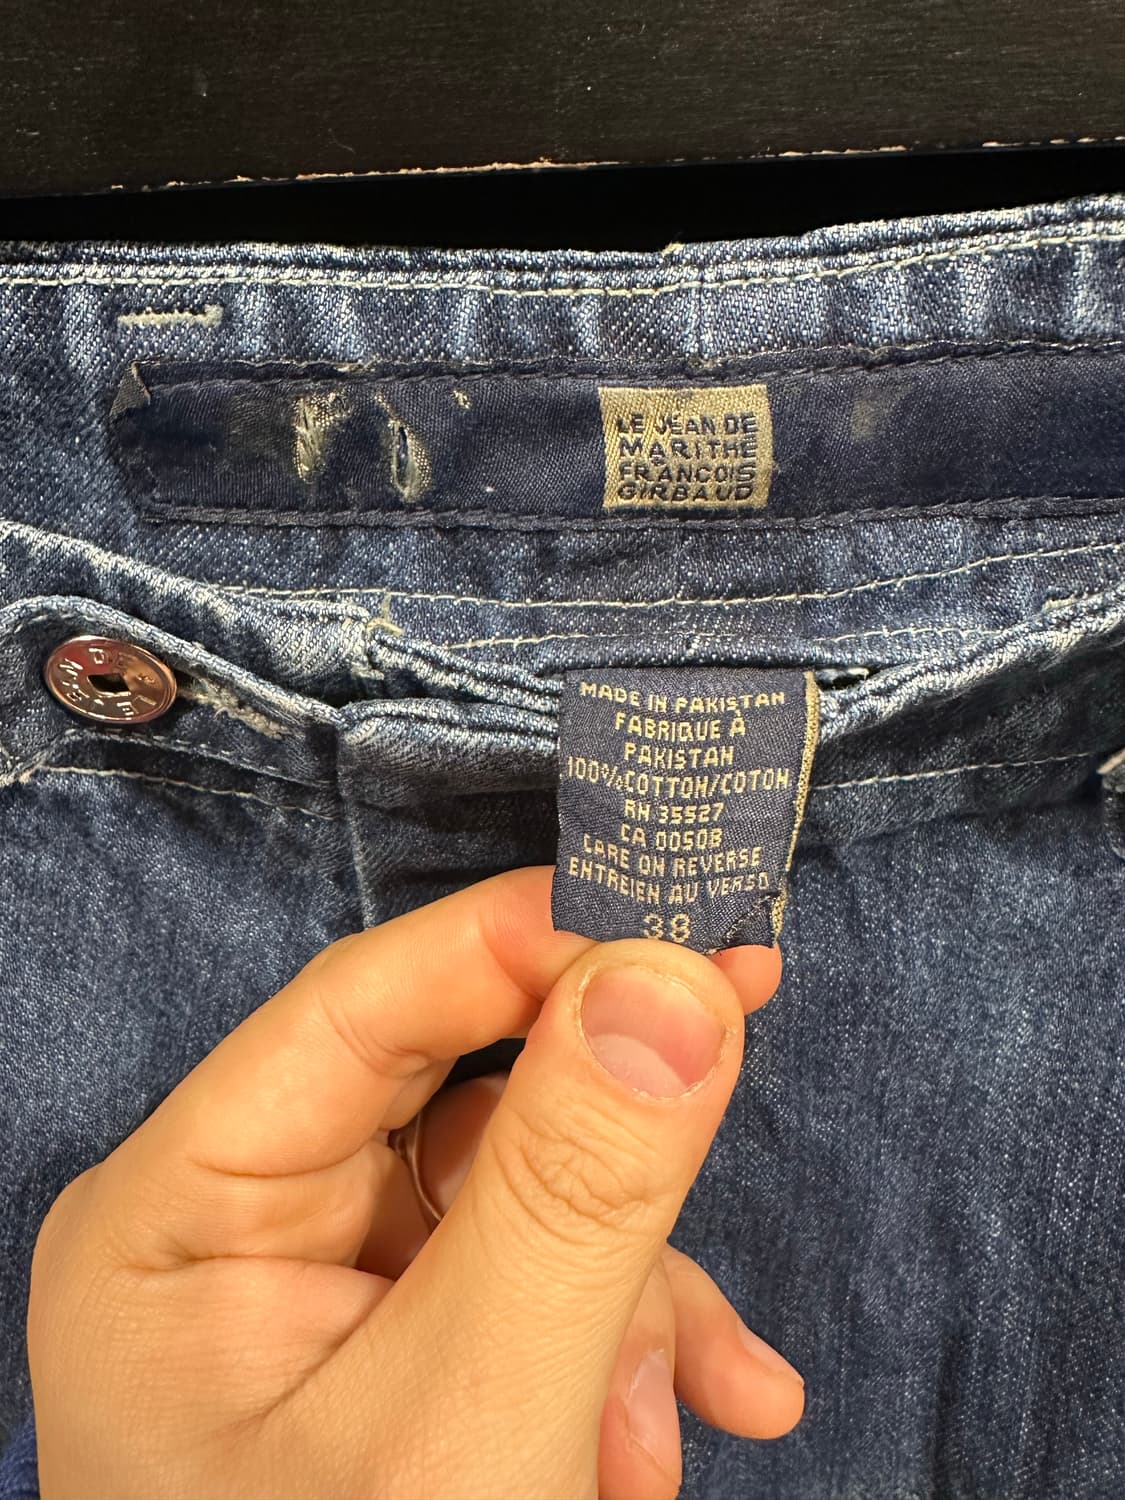 LE JEAN DE
MARITHE
FRANCOIS
GIRBAUD
MADE IN PAKISTAN
FABRIQUE À
PAKISTAN
100% COTTON/COTON
RN 35527
CA 00508
CARE ON REVERSE
ENTREIEN AU VERSO
38